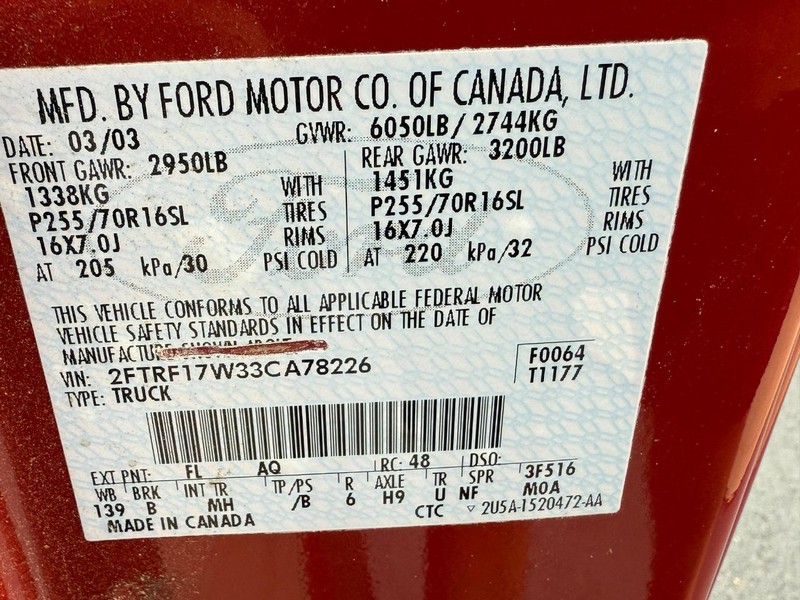 MFD. BY FORD MOTOR CO. OF CANADA, LTD.
DATE: 03/03 GVWR: 6050LB/ 2744KG
FRONT GAWR: 2950LB REAR GAWR: 3200LB
1338KG WITH 1451KG WITH
P255/70R16SL TIRES P255/70R16SL TIRES
16X7.0J RIMS 16X7.0J RIMS
AT 205 kPa/30 PSI COLD AT 220 kPa/32 PSI COLD
Ford
THIS VEHICLE CONFORMS TO ALL APPLICABLE FEDERAL MOTOR
VEHICLE SAFETY STANDARDS IN EFFECT ON THE DATE OF
MANUFACTURE SHOWN ABOVE
VIN: 2FTRF17W33CA78226 F0064
TYPE: TRUCK T1177
EXT PNT: FL AQ RC: 48 DSO:
WB BRK INT TR TP/PS R AXLE TR SPR 3F516
139 B MH /B 6 H9 U NF M0A
MADE IN CANADA CTC ▽ 2U5A-1520472-AA